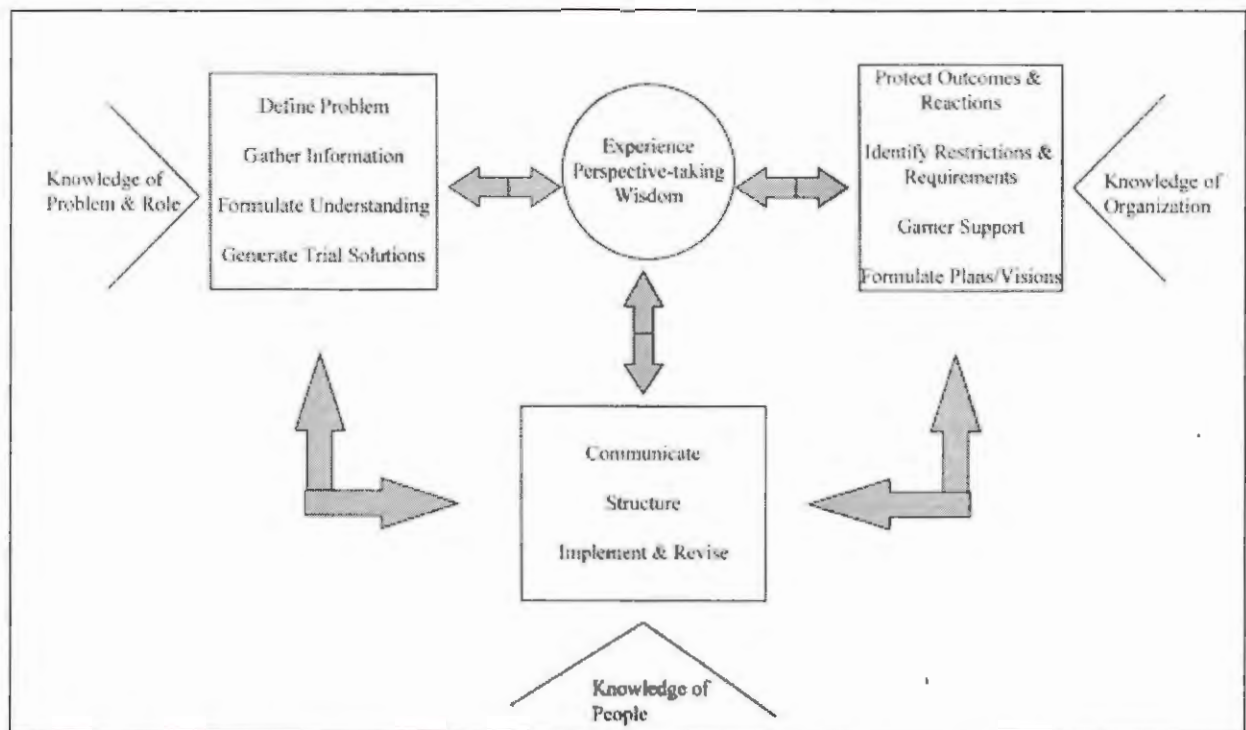 Knowledge of
Problem & Role
Define Problem
Gather Information
Formulate Understanding
Generate Trial Solutions
Experience
Perspective-taking
Wisdom
Protect Outcomes &
Reactions
Identify Restrictions &
Requirements
Garner Support
Formulate Plans/Visions
Knowledge of
Organization
Communicate
Structure
Implement & Revise
Knowledge of
People